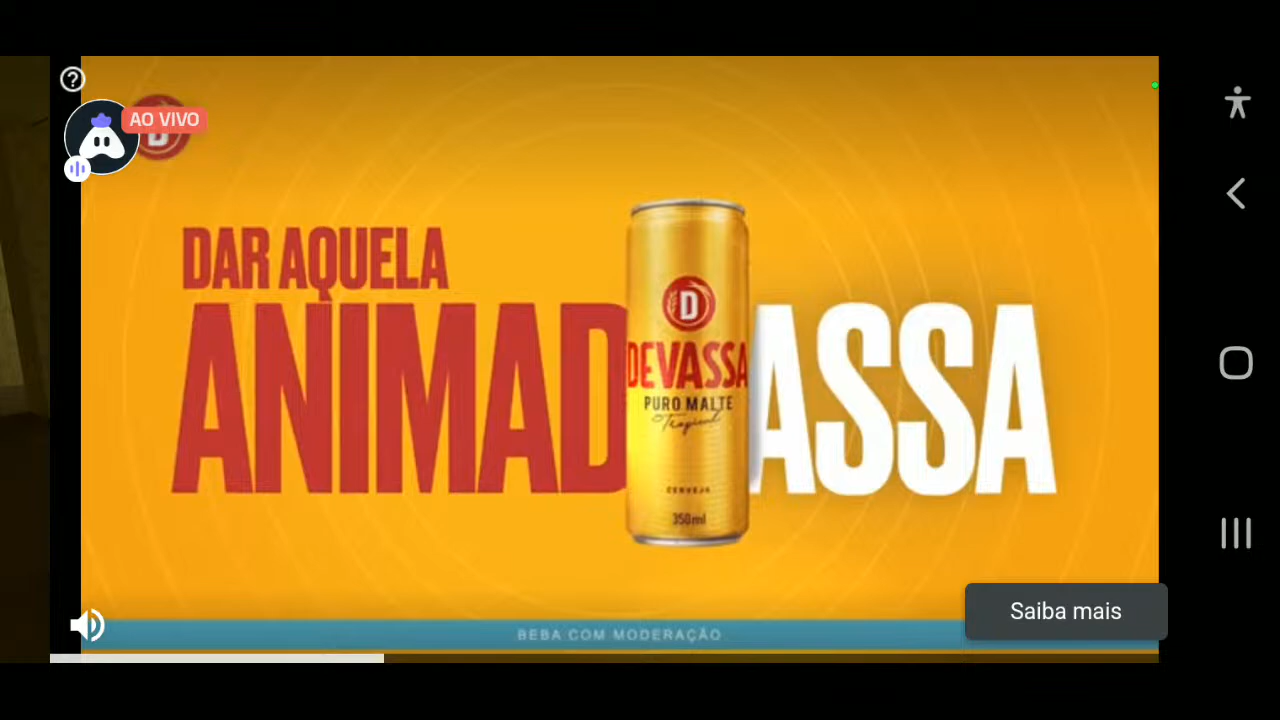 AO VIVO
D
DAR AQUELA
ANIMAD
ASSA
D
DEVASSA
PURO MALTE
Tropical
CERVEJA
350ml
Saiba mais
BEBA COM MODERAÇÃO